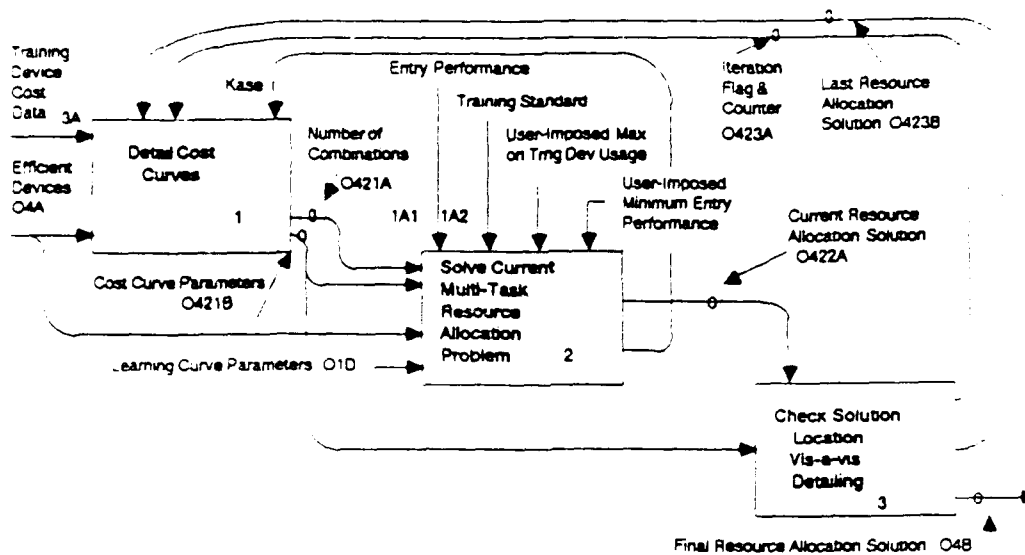 Training
Device
Cost
Data 3A
Efficient
Devices
O4A
Kase
Entry Performance
Training Standard
User-Imposed Max
on Trng Dev Usage
User-Imposed
Minimum Entry
Performance
Iteration
Flag &
Counter
O423A
Last Resource
Allocation
Solution O423B
Detail Cost
Curves
1
Number of
Combinations
O421A
1A1 1A2
Cost Curve Parameters
O421B
Solve Current
Multi-Task
Resource
Allocation
Problem 2
Learning Curve Parameters O1D
Current Resource
Allocation Solution
O422A
Check Solution
Location
Vis-a-vis
Detailing
3
Final Resource Allocation Solution O4B